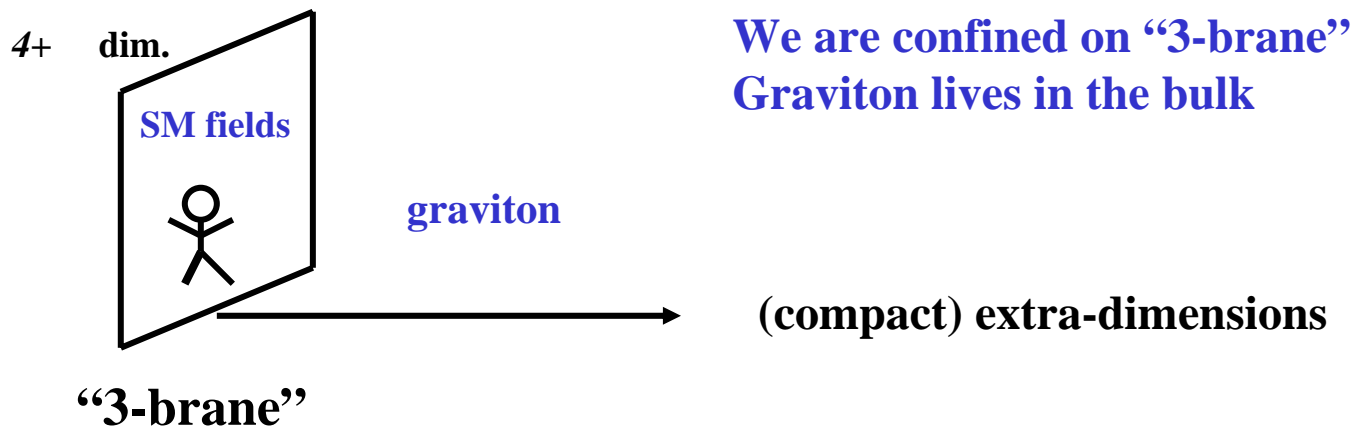 4+ dim.
We are confined on “3-brane”
Graviton lives in the bulk
SM fields
graviton
(compact) extra-dimensions
“3-brane”